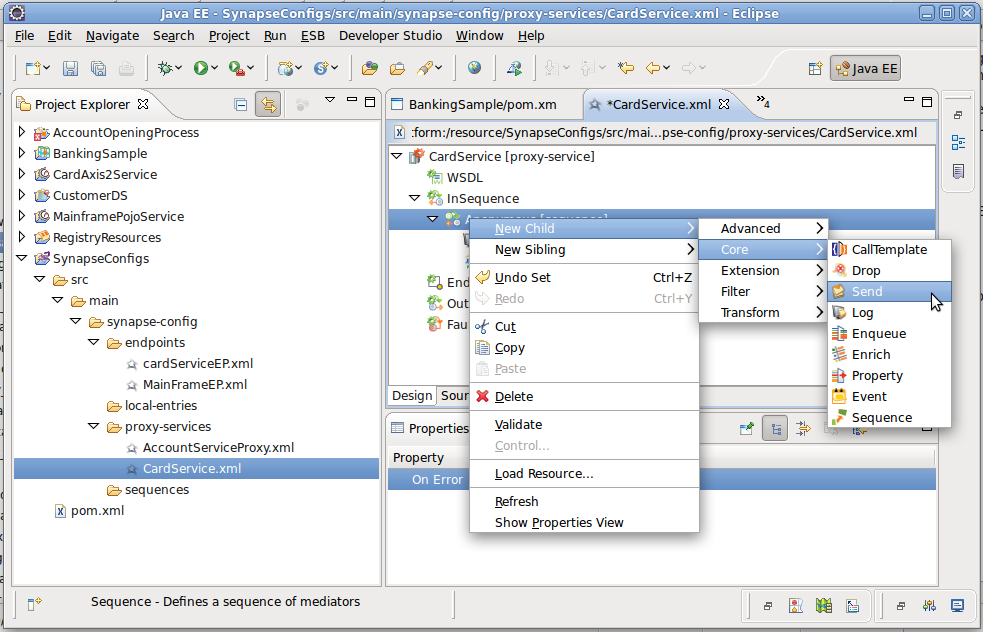 Java EE - SynapseConfigs/src/main/synapse-config/proxy-services/CardService.xml - Eclipse
File Edit Navigate Search Project Run ESB Developer Studio Window Help
Java EE
Project Explorer
AccountOpeningProcess
BankingSample
CardAxis2Service
CustomerDS
MainframePojoService
RegistryResources
SynapseConfigs
src
main
synapse-config
endpoints
cardServiceEP.xml
MainFrameEP.xml
local-entries
proxy-services
AccountServiceProxy.xml
CardService.xml
sequences
pom.xml
BankingSample/pom.xm
*CardService.xml
4
:form:/resource/SynapseConfigs/src/mai...pse-config/proxy-services/CardService.xml
CardService [proxy-service]
WSDL
InSequence
Anonymous [sequence]
End
Out
Fau
Design
Sour
Properties
Property
On Error
New Child
New Sibling
Undo Set Ctrl+Z
Redo Ctrl+Y
Cut
Copy
Paste
Delete
Validate
Control...
Load Resource...
Refresh
Show Properties View
Advanced
Core
Extension
Filter
Transform
CallTemplate
Drop
Send
Log
Enqueue
Enrich
Property
Event
Sequence
Sequence - Defines a sequence of mediators